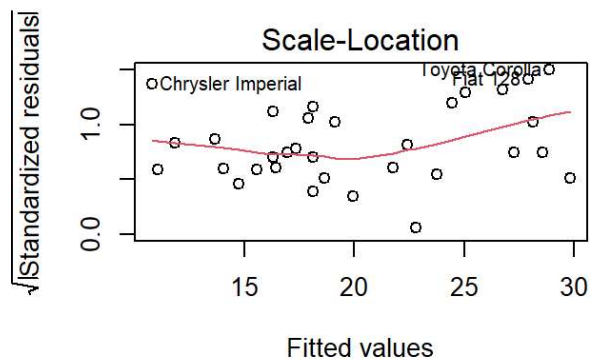 Scale-Location
√|Standardized residuals|
1.0
0.0
Chrysler Imperial
Toyota Corolla
Fiat 128
15 20 25 30
Fitted values